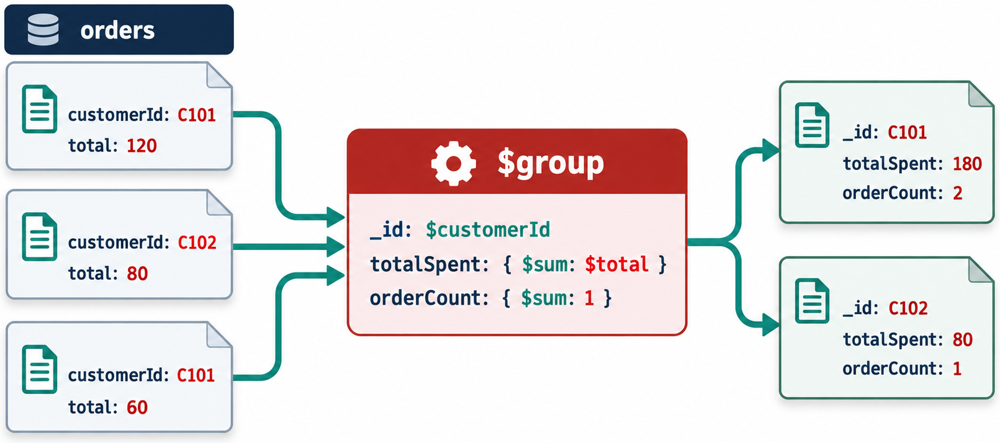 orders
customerId: C101
total: 120
customerId: C102
total: 80
customerId: C101
total: 60
$group
_id: $customerId
totalSpent: { $sum: $total }
orderCount: { $sum: 1 }
_id: C101
totalSpent: 180
orderCount: 2
_id: C102
totalSpent: 80
orderCount: 1